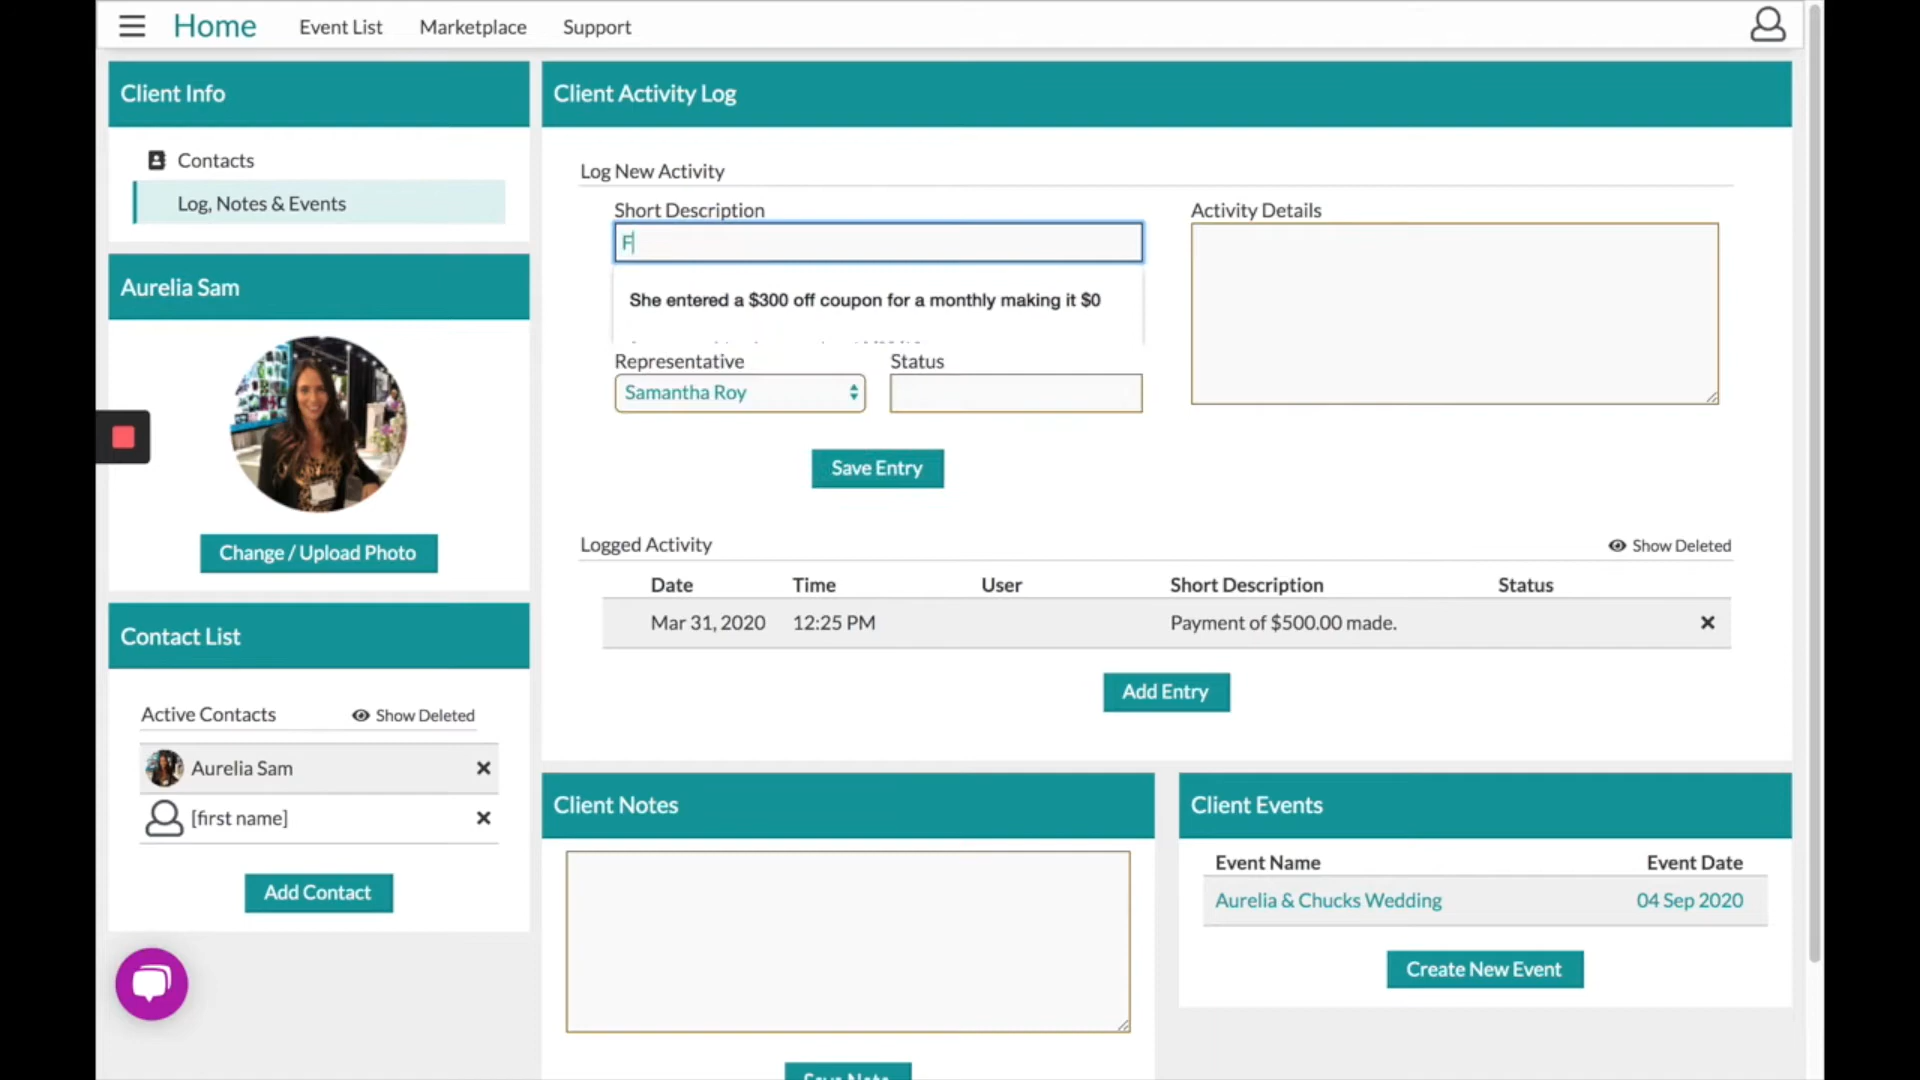 Home Event List Marketplace Support
Client Info
Contacts
Log, Notes & Events
Aurelia Sam
Change / Upload Photo
Contact List
Active Contacts Show Deleted
Aurelia Sam
[first name]
Add Contact
Client Activity Log
Log New Activity
Short Description
F
She entered a $300 off coupon for a monthly making it $0
Representative Status
Samantha Roy
Activity Details
Save Entry
Logged Activity Show Deleted
Date Time User Short Description Status
Mar 31, 2020 12:25 PM Payment of $500.00 made.
Add Entry
Client Notes
Save Note
Client Events
Event Name Event Date
Aurelia & Chucks Wedding 04 Sep 2020
Create New Event